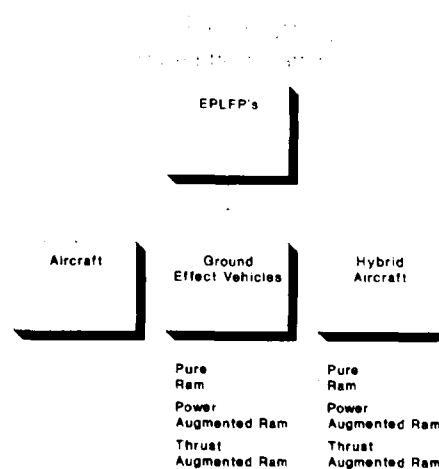 EPLFP's
Aircraft
Ground
Effect Vehicles
Hybrid
Aircraft
Pure
Ram
Power
Augmented Ram
Thrust
Augmented Ram
Pure
Ram
Power
Augmented Ram
Thrust
Augmented Ram